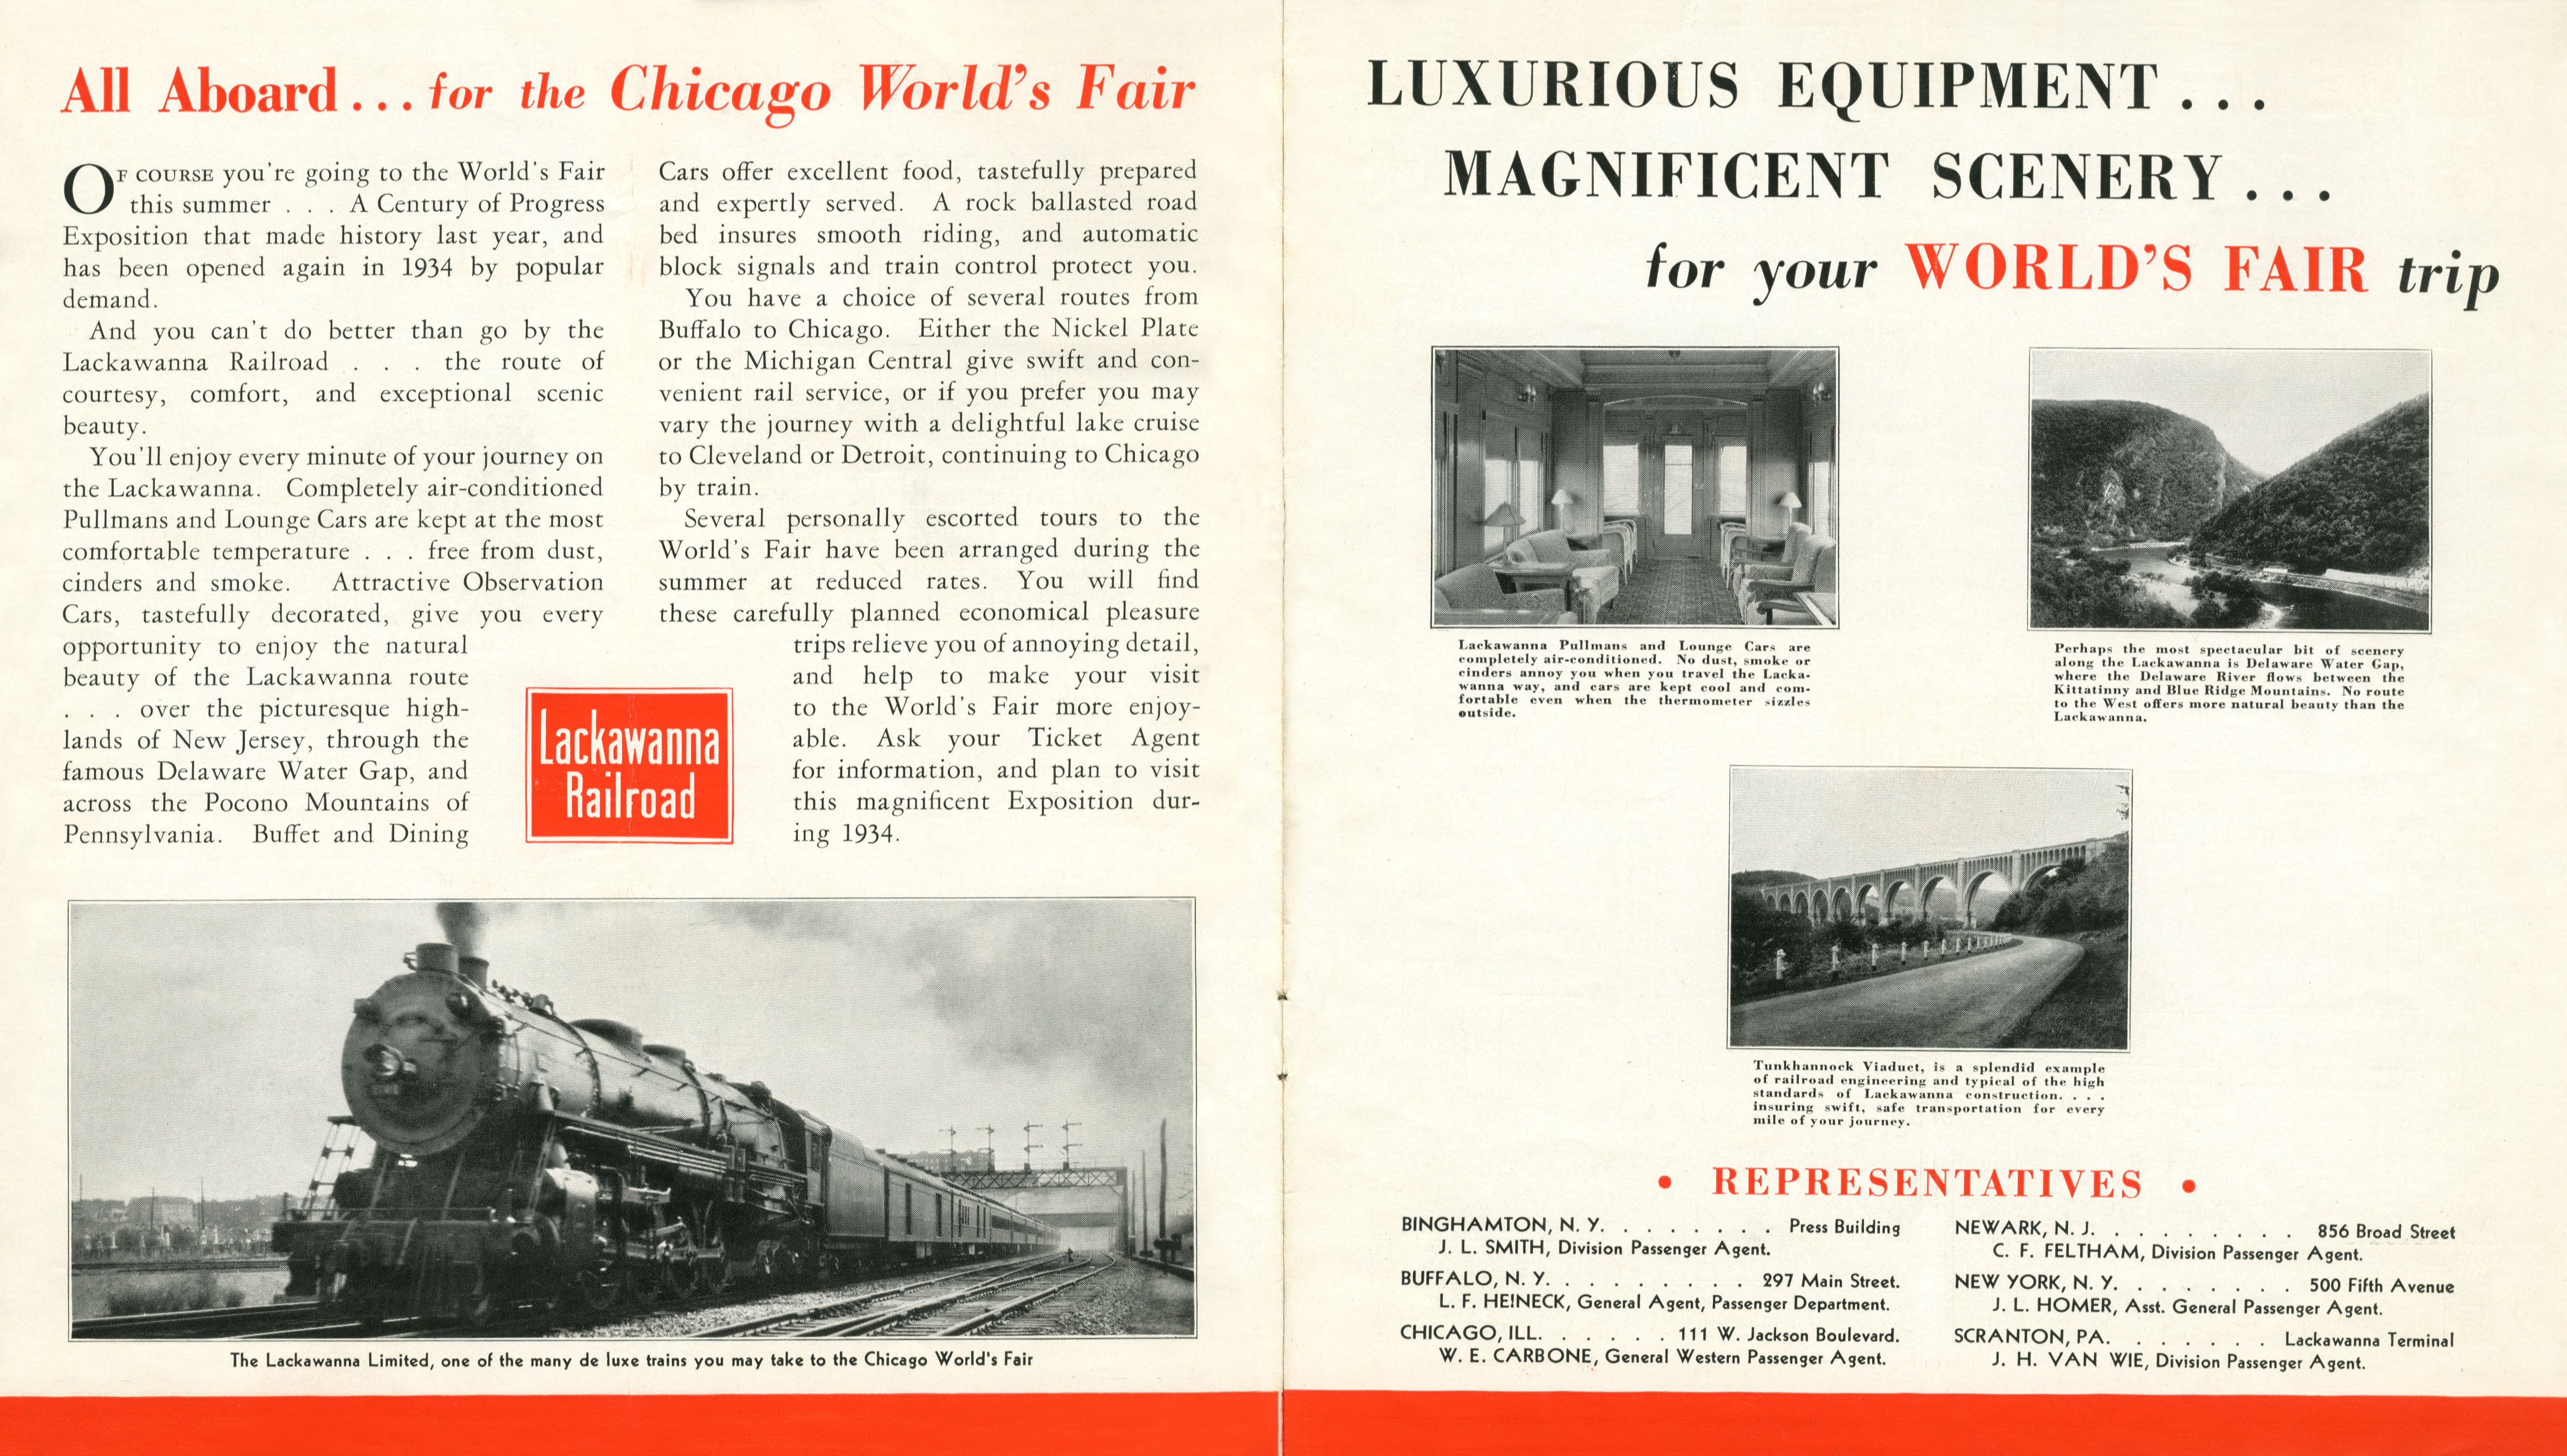 All Aboard... for the Chicago World's Fair
OF COURSE you're going to the World's Fair
this summer . . . A Century of Progress
Exposition that made history last year, and
has been opened again in 1934 by popular
demand.
And you can't do better than go by the
Lackawanna Railroad . . . the route of
courtesy, comfort, and exceptional scenic
beauty.
You'll enjoy every minute of your journey on
the Lackawanna. Completely air-conditioned
Pullmans and Lounge Cars are kept at the most
comfortable temperature . . . free from dust,
cinders and smoke. Attractive Observation
Cars, tastefully decorated, give you every
opportunity to enjoy the natural
beauty of the Lackawanna route
. . . over the picturesque high-
lands of New Jersey, through the
famous Delaware Water Gap, and
across the Pocono Mountains of
Pennsylvania. Buffet and Dining
Cars offer excellent food, tastefully prepared
and expertly served. A rock ballasted road
bed insures smooth riding, and automatic
block signals and train control protect you.
You have a choice of several routes from
Buffalo to Chicago. Either the Nickel Plate
or the Michigan Central give swift and con-
venient rail service, or if you prefer you may
vary the journey with a delightful lake cruise
to Cleveland or Detroit, continuing to Chicago
by train.
Several personally escorted tours to the
World's Fair have been arranged during the
summer at reduced rates. You will find
these carefully planned economical pleasure
trips relieve you of annoying detail,
and help to make your visit
to the World's Fair more enjoy-
able. Ask your Ticket Agent
for information, and plan to visit
this magnificent Exposition dur-
ing 1934.
Lackawanna
Railroad
The Lackawanna Limited, one of the many de luxe trains you may take to the Chicago World's Fair
LUXURIOUS EQUIPMENT...
MAGNIFICENT SCENERY...
for your WORLD'S FAIR trip
Lackawanna Pullmans and Lounge Cars are
completely air-conditioned. No dust, smoke or
cinders annoy you when you travel the Lacka-
wanna way, and cars are kept cool and com-
fortable even when the thermometer sizzles
outside.
Perhaps the most spectacular bit of scenery
along the Lackawanna is Delaware Water Gap,
where the Delaware River flows between the
Kittatinny and Blue Ridge Mountains. No route
to the West offers more natural beauty than the
Lackawanna.
Tunkhannock Viaduct, is a splendid example
of railroad engineering and typical of the high
standards of Lackawanna construction. . . .
insuring swift, safe transportation for every
mile of your journey.
• REPRESENTATIVES •
BINGHAMTON, N. Y. . . . . . . . Press Building
J. L. SMITH, Division Passenger Agent.
BUFFALO, N. Y. . . . . . . . . 297 Main Street.
L. F. HEINECK, General Agent, Passenger Department.
CHICAGO, ILL. . . . . . 111 W. Jackson Boulevard.
W. E. CARBONE, General Western Passenger Agent.
NEWARK, N. J. . . . . . . . . 856 Broad Street
C. F. FELTHAM, Division Passenger Agent.
NEW YORK, N. Y. . . . . . . . 500 Fifth Avenue
J. L. HOMER, Asst. General Passenger Agent.
SCRANTON, PA. . . . . . . Lackawanna Terminal
J. H. VAN WIE, Division Passenger Agent.